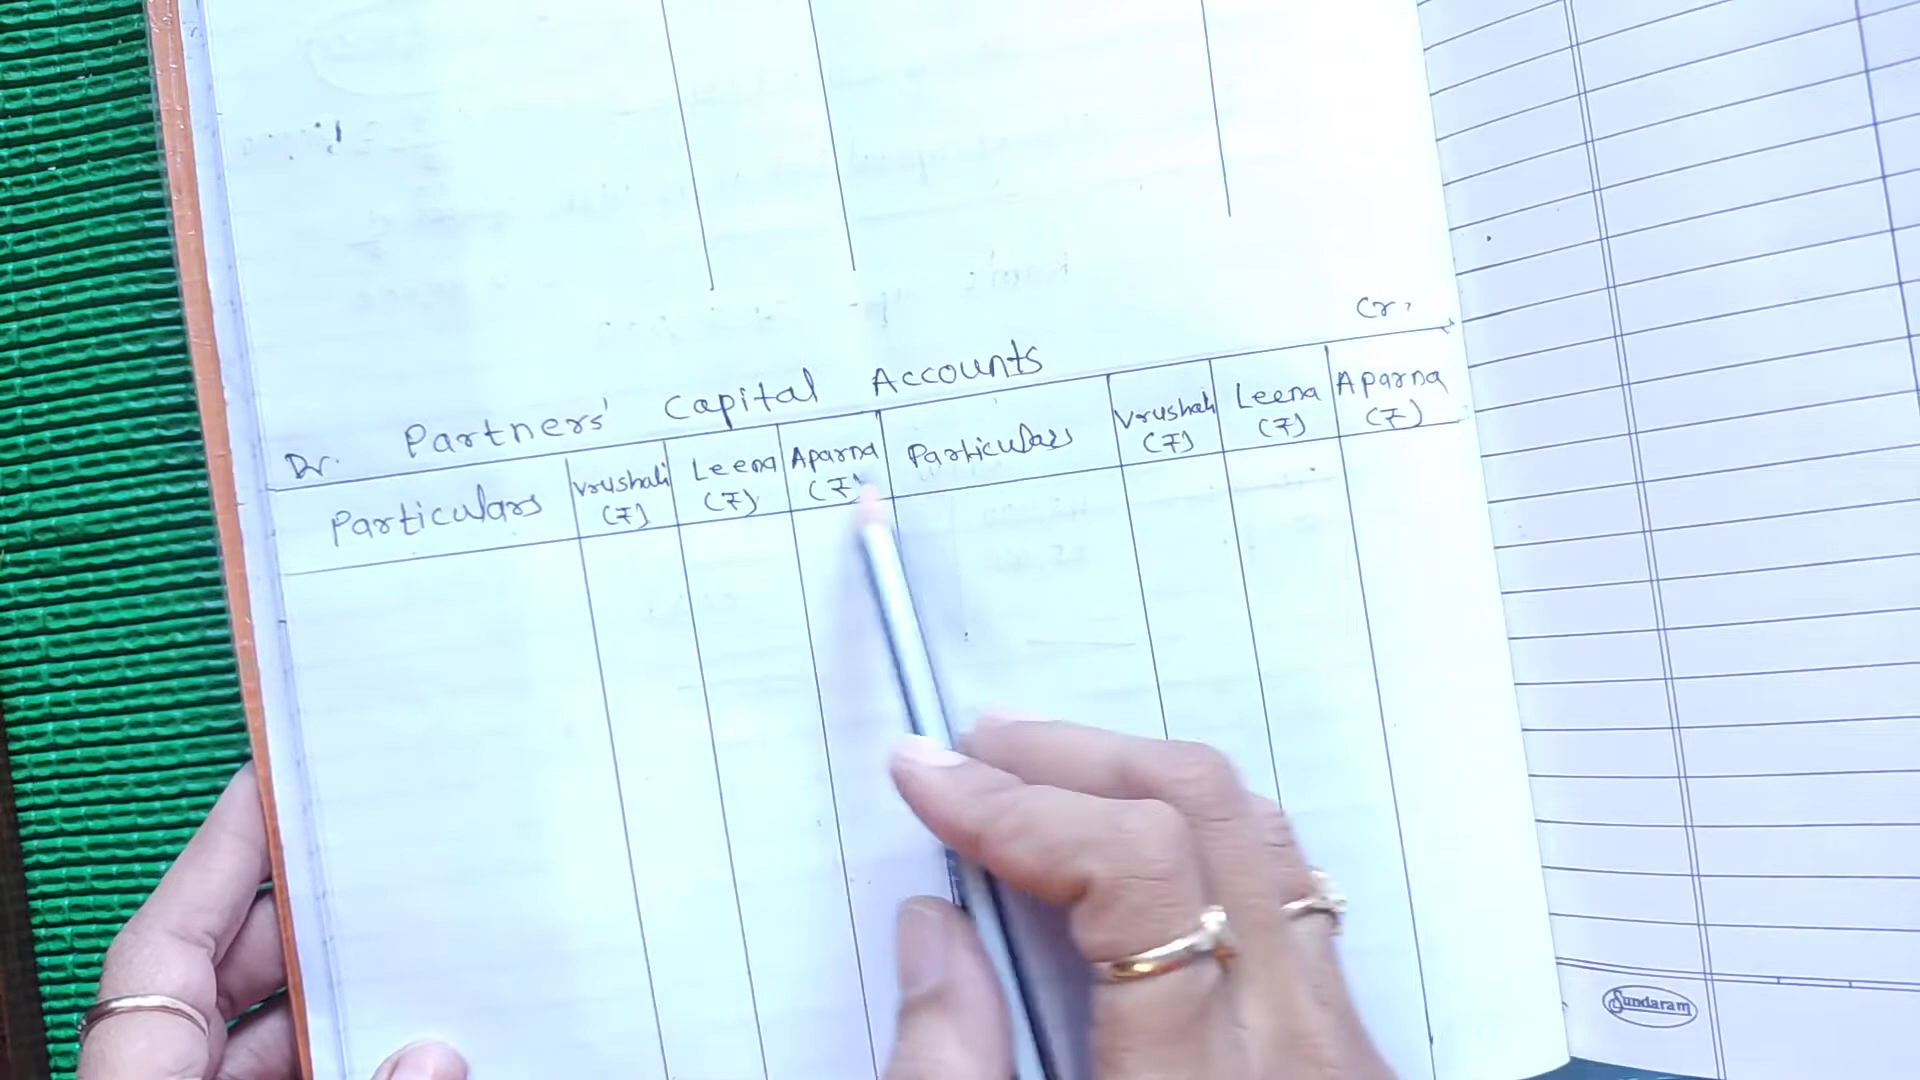 Cr.
Dr. Partners' Capital Accounts
Particulars Vrushali (₹) Leena (₹) Aparna (₹) Particulars Vrushali (₹) Leena (₹) Aparna (₹)
Sundaram